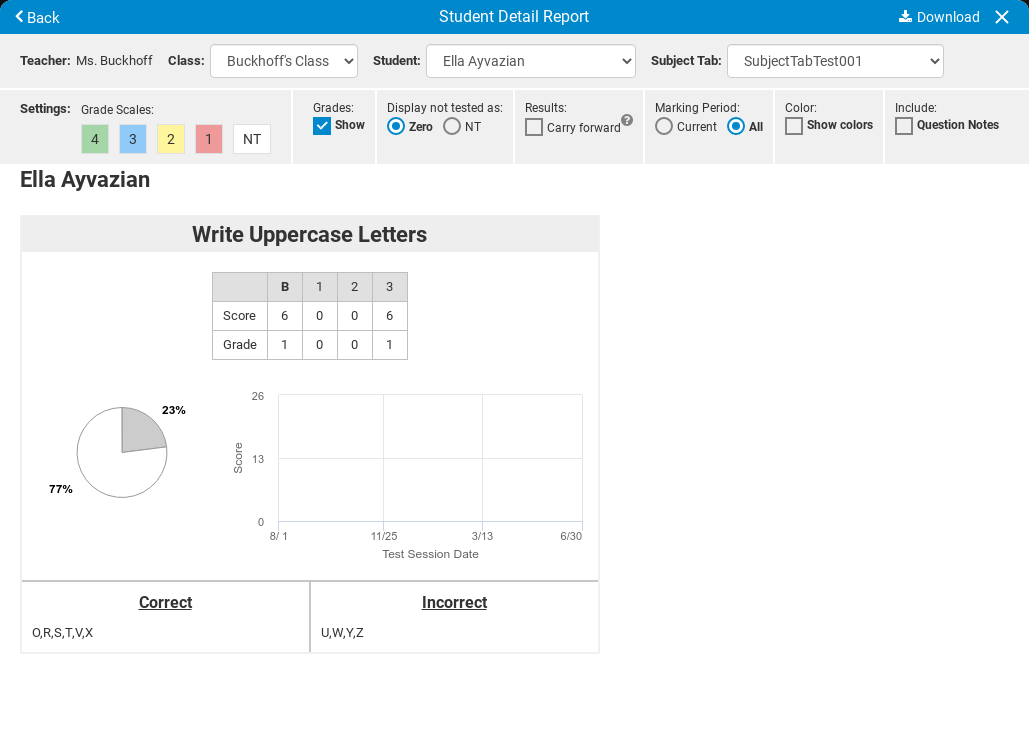 Back
Student Detail Report
Download
Teacher: Ms. Buckhoff Class: Buckhoff's Class Student: Ella Ayvazian Subject Tab: SubjectTabTest001
Settings: Grade Scales:
4 3 2 1 NT
Grades:
Show
Display not tested as:
Zero NT
Results:
Carry forward ?
Marking Period:
Current All
Color:
Show colors
Include:
Question Notes
Ella Ayvazian
Write Uppercase Letters
B 1 2 3
Score 6 0 0 6
Grade 1 0 0 1
23%
77%
26
13
0
Score
8/ 1 11/25 3/13 6/30
Test Session Date
Correct
O,R,S,T,V,X
Incorrect
U,W,Y,Z